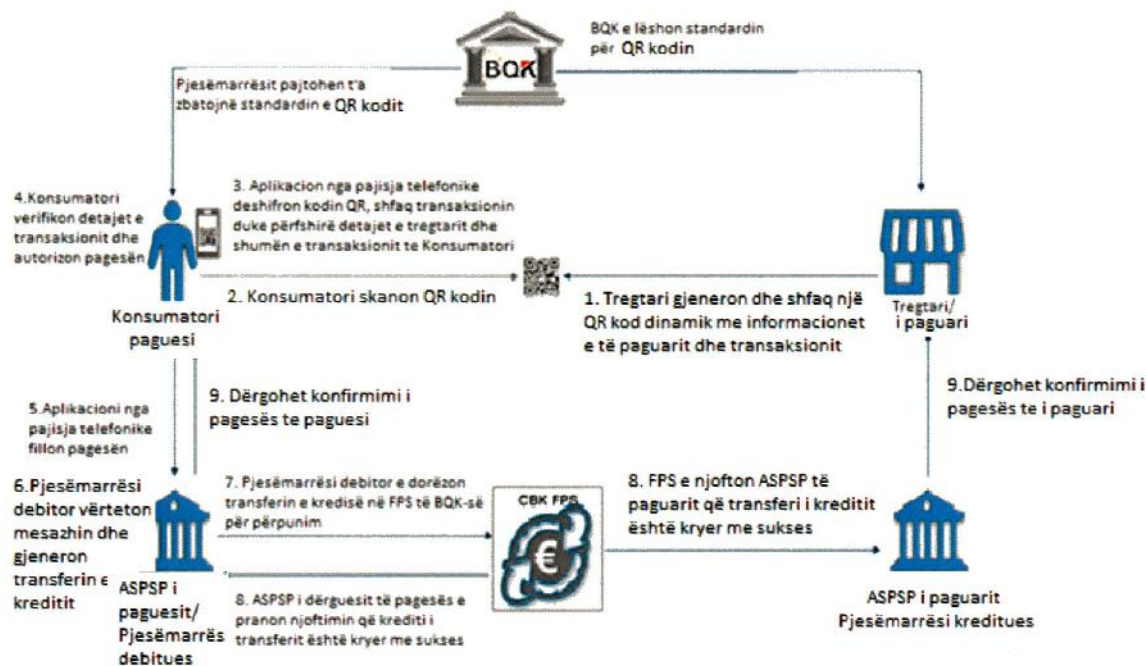 BQK e lëshon standardin
për QR kodin
BQK
Pjesëmarrësit pajtohen t'a
zbatojnë standardin e QR kodit
4.Konsumatori
verifikon detajet e
transaksionit dhe
autorizon pagesën
3. Aplikacion nga pajisja telefonike
deshifron kodin QR, shfaq transaksionin
duke përfshirë detajet e tregtarit dhe
shumën e transaksionit te Konsumatori
2. Konsumatori skanon QR kodin
1. Tregtari gjeneron dhe shfaq një
QR kod dinamik me informacionet
e të paguarit dhe transaksionit
Tregtari/
i paguari
Konsumatori
paguesi
9. Dërgohet konfirmimi i
pagesës te paguesi
9.Dërgohet konfirmimi i
pagesës te i paguari
5.Aplikacioni nga
pajisja telefonike
fillon pagesën
6.Pjesëmarrësi
debitor vërteton
mesazhin dhe
gjeneron
transferin e
kreditit
7. Pjesëmarrësi debitor e dorëzon
transferin e kredisë në FPS të BQK-së
për përpunim
CBK FPS
€
8. FPS e njofton ASPSP të
paguarit që transferi i kreditit
është kryer me sukses
ASPSP i
paguesit/
Pjesëmarrës
debitues
8. ASPSP i dërguesit të pagesës e
pranon njoftimin që krediti i
transferit është kryer me sukses
ASPSP i paguarit
Pjesëmarrësi kreditues